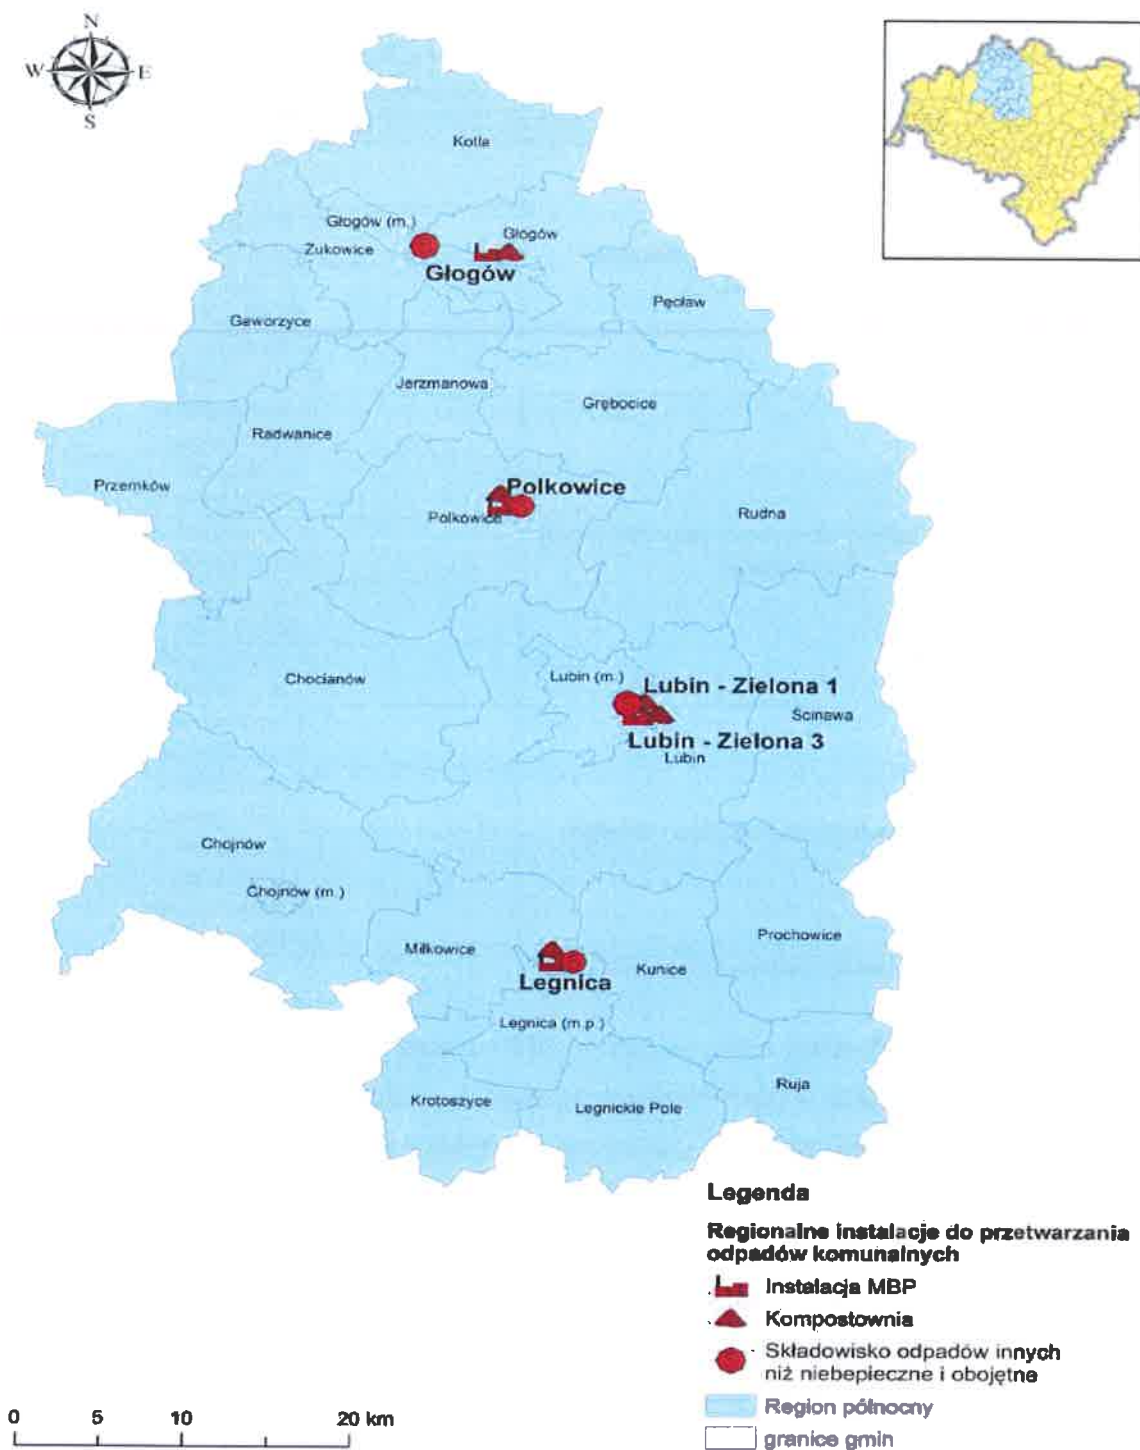 N
W E
S
Kotla
Głogów (m.)
Głogów
Żukowice
Głogów
Pęcław
Gaworzyce
Jerzmanowa
Grębocice
Radwanice
Przemków
Polkowice
Polkowice
Rudna
Chocianów
Lubin (m.)
Lubin - Zielona 1
Ścinawa
Lubin - Zielona 3
Lubin
Chojnów
Chojnów (m.)
Prochowice
Miłkowice
Kunice
Legnica
Legnica (m.p.)
Ruja
Krotoszyce
Legnickie Pole
Legenda
Regionalne instalacje do przetwarzania
odpadów komunalnych
Instalacja MBP
Kompostownia
Składowisko odpadów innych
niż niebepieczne i obojętne
Region północny
granice gmin
0 5 10 20 km